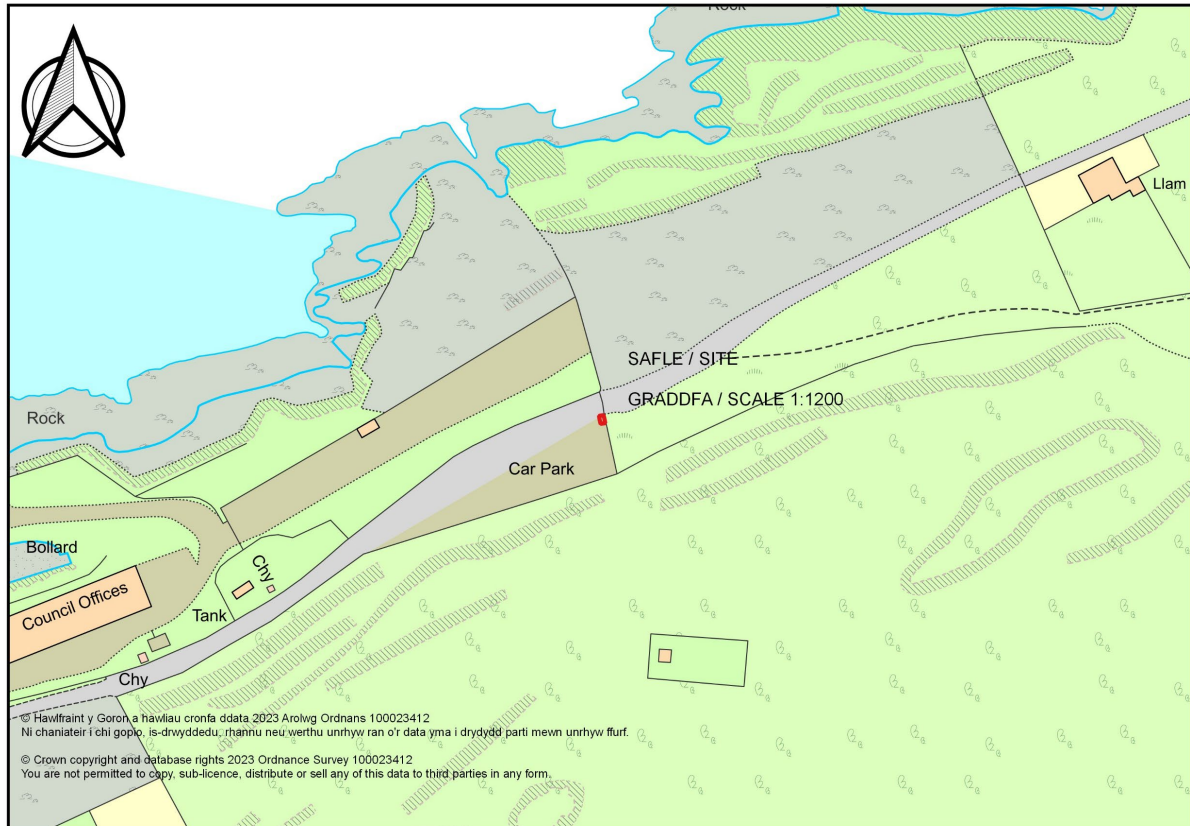 Rock
Llam
SAFLE / SITE
GRADDFA / SCALE 1:1200
Rock
Car Park
Bollard
Chy
Council Offices
Tank
Chy
© Hawlfraint y Goron a hawliau cronfa ddata 2023 Arolwg Ordnans 100023412
Ni chaniateir i chi gopïo, is-drwyddedu, rhannu neu werthu unrhyw ran o'r data yma i drydydd parti mewn unrhyw ffurf.
© Crown copyright and database rights 2023 Ordnance Survey 100023412
You are not permitted to copy, sub-licence, distribute or sell any of this data to third parties in any form.